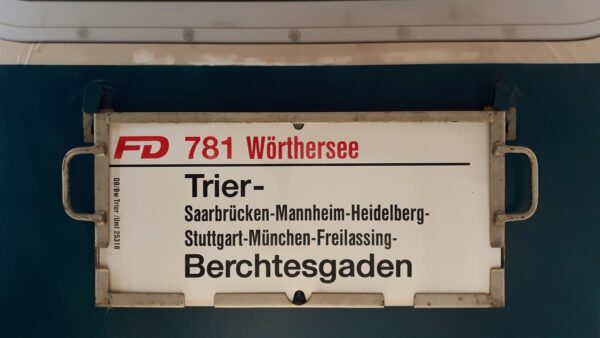 FD 781 Wörthersee
Trier-
Saarbrücken-Mannheim-Heidelberg-
Stuttgart-München-Freilassing-
Berchtesgaden